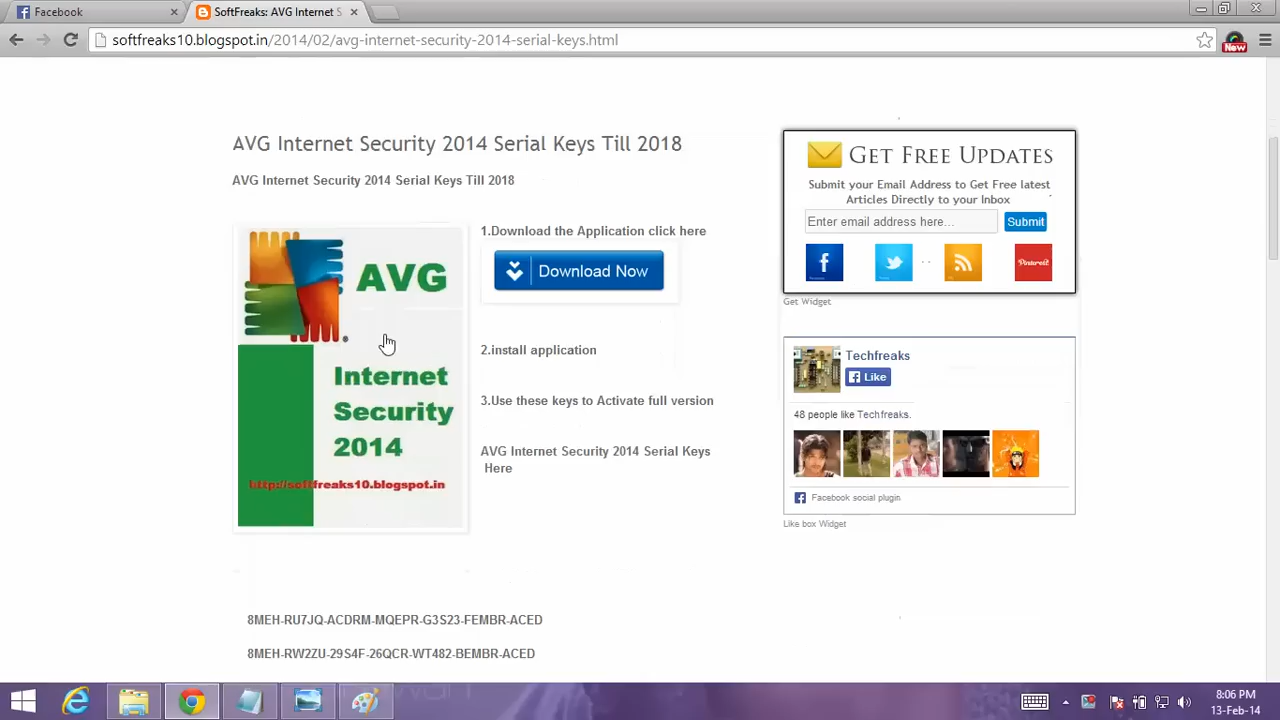 Facebook
SoftFreaks: AVG Internet S
softfreaks10.blogspot.in/2014/02/avg-internet-security-2014-serial-keys.html
New
AVG Internet Security 2014 Serial Keys Till 2018
AVG Internet Security 2014 Serial Keys Till 2018
AVG
Internet
Security
2014
http://softfreaks10.blogspot.in
1.Download the Application click here
Download Now
2.install application
3.Use these keys to Activate full version
AVG Internet Security 2014 Serial Keys
Here
8MEH-RU7JQ-ACDRM-MQEPR-G3S23-FEMBR-ACED
8MEH-RW2ZU-29S4F-26QCR-WT482-BEMBR-ACED
GET FREE UPDATES
Submit your Email Address to Get Free latest
Articles Directly to your Inbox
Enter email address here...
Submit
Pinterest
Get Widget
Techfreaks
Like
48 people like Techfreaks.
Facebook social plugin
Like box Widget
8:06 PM
13-Feb-14